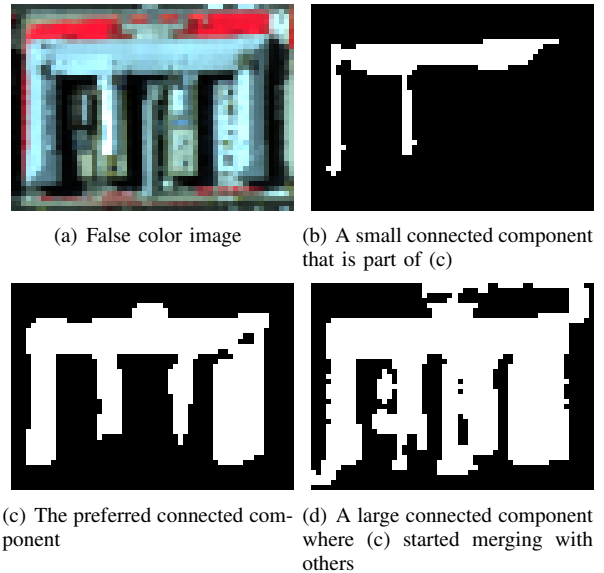 (a) False color image
(b) A small connected component
that is part of (c)
(c) The preferred connected com-
ponent
(d) A large connected component
where (c) started merging with
others